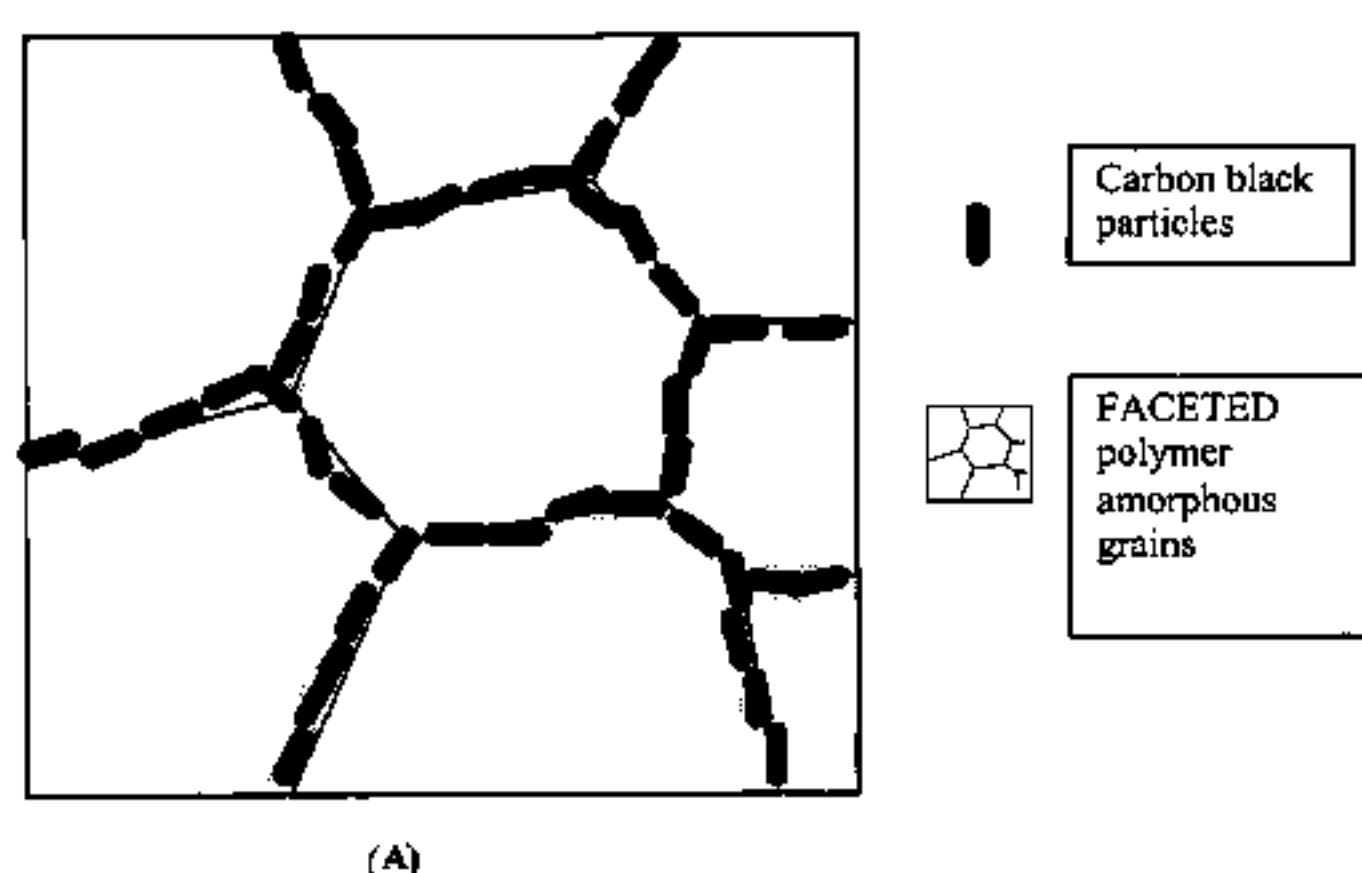 Carbon black
particles
FACETED
polymer
amorphous
grains
(A)